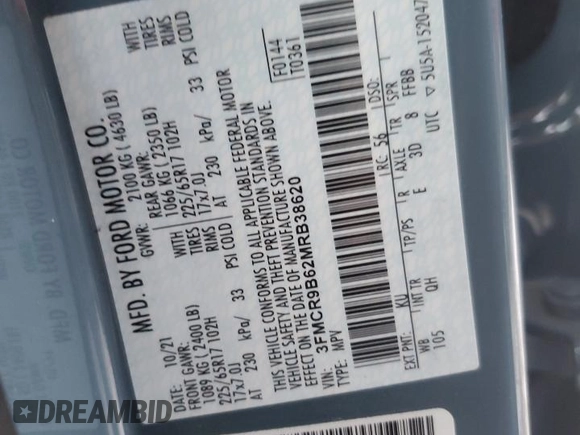 MFD. BY FORD MOTOR CO.
DATE: 10/21
GVWR: 2100 KG ( 4630 LB)
FRONT GAWR: 1089 KG ( 2400 LB)
REAR GAWR: 1066 KG ( 2350 LB)
225/65R17 102H TIRES
225/65R17 102H TIRES
17x7.0J RIMS
17x7.0J RIMS
AT 230 kPa/ 33 PSI COLD
AT 230 kPa/ 33 PSI COLD
THIS VEHICLE CONFORMS TO ALL APPLICABLE FEDERAL MOTOR
VEHICLE SAFETY AND THEFT PREVENTION STANDARDS IN
EFFECT ON THE DATE OF MANUFACTURE SHOWN ABOVE.
VIN: 3FMCR9B62MRB38620
TYPE: MPV
F0144
T0361
EXT PNT: KU RC: 56 DSO:
WB INT TR TP/PS R AXLE TR SPR
105 QH E 3D 8 FFBB
UTC ▽ 5USA-152047
DREAMBID